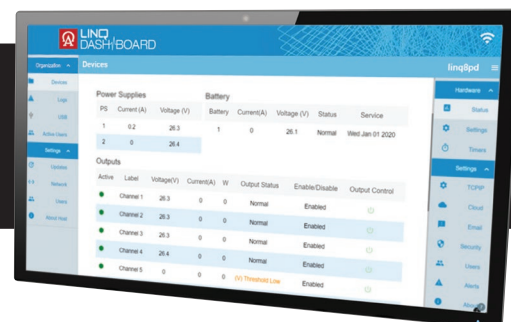 LINQ
DASH/BOARD
Organization
Devices
linq8pd
Devices
Logs
USB
Active Users
Settings
Updates
Network
Users
About Host
Power Supplies
PS Current (A) Voltage (V)
1 0.2 26.3
2 0 26.4
Battery
Battery Current(A) Voltage (V) Status Service
1 0 26.1 Normal Wed Jan 01 2020
Outputs
Active Label Voltage(V) Current(A) W Output Status Enable/Disable Output Control
Channel 1 26.3 0 0 Normal Enabled
Channel 2 26.3 0 0 Normal Enabled
Channel 3 26.3 0 0 Normal Enabled
Channel 4 26.4 0 0 Normal Enabled
Channel 5 0 0 0 (V) Threshold Low Enabled
Hardware
Status
Settings
Timers
Settings
TCPIP
Cloud
Email
Security
Users
Alerts